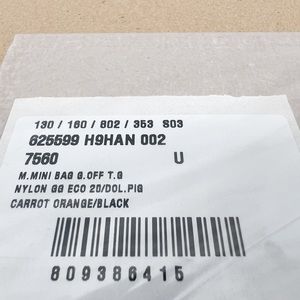 130 / 160 / 602 / 353 S03
625599 H9HAN 002
7560 U
M.MINI BAG G.OFF T.G
NYLON GG ECO 20/DOL.PIG
CARROT ORANGE/BLACK
809386415